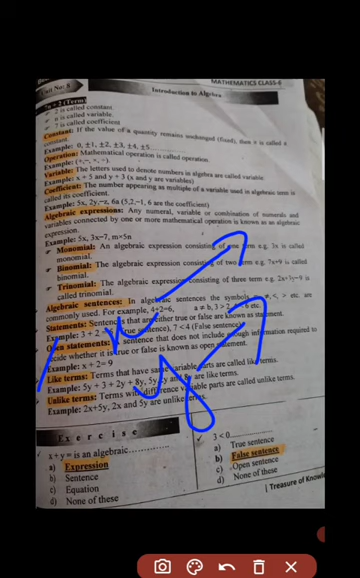 Unit No: 8
MATHEMATICS CLASS-6
Introduction to Algebra
7n + 2 (Term)
2 is called constant.
n is called variable.
7 is called coefficient
Constant: If the value of a quantity remains unchanged (fixed), then it is called a
constant.
Example: 0, ±1, ±2, ±3, ±4, ±5
Operation: Mathematical operation is called operation.
Example: (+,−, ×, ÷).
Variable: The letters used to denote numbers in algebra are called variable
Example: x + 5 and y + 3 (x and y are variables)
Coefficient: The number appearing as multiple of a variable used in algebraic term is
called its coefficient.
Example: 5x, 2y,−z, 6a (5,2,−1, 6 are the coefficient)
Algebraic expressions: Any numeral, variable or combination of numerals and
variables connected by one or more mathematical operation is known as an algebraic
expression.
Example: 5x, 3x−7, m×5n
Monomial: An algebraic expression consisting of one term e.g. 3x is called
monomial.
Binomial: The algebraic expression consisting of two term e.g. 7x+9 is called
binomial.
Trinomial: The algebraic expression consisting of three term e.g. 2x+3y−9 is
called trinomial.
Algebraic sentences: In algebraic sentences the symbols =, ≠, <, > etc. are
commonly used. For example, 4+2=6, a ≠ b, 3 > 2, etc.
Statements: Sentences that are either true or false are known as statement.
Example: 3 + 2 (True sentence), 7 < 4 (False sentence)
Open statements: sentence that does not include enough information required to
decide whether it is true or false is known as open statement.
Example: x + 2 = 9
Like terms: Terms that have same variable parts are called like terms.
Example: 5y + 3 + 2y + 8y, 5y, and 8y are like terms.
Unlike terms: Terms with difference variable parts are called unlike terms.
Example: 2x+5y, 2x and 5y are unlike terms.
Exercise
x + y = is an algebraic..............
a) Expression
b) Sentence
c) Equation
d) None of these
3 < 0..........
a) True sentence
b) False sentence
c) Open sentence
d) None of these
| Treasure of